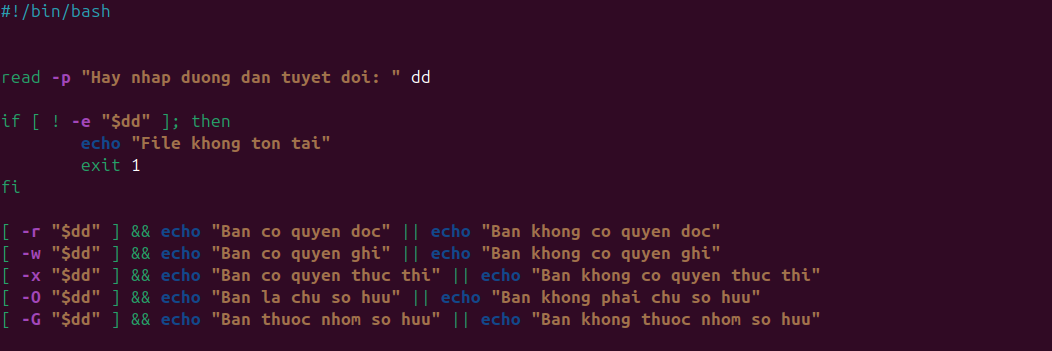 #!/bin/bash
read -p "Hay nhap duong dan tuyet doi: " dd
if [ ! -e "$dd" ]; then
        echo "File khong ton tai"
        exit 1
fi
[ -r "$dd" ] && echo "Ban co quyen doc" || echo "Ban khong co quyen doc"
[ -w "$dd" ] && echo "Ban co quyen ghi" || echo "Ban khong co quyen ghi"
[ -x "$dd" ] && echo "Ban co quyen thuc thi" || echo "Ban khong co quyen thuc thi"
[ -O "$dd" ] && echo "Ban la chu so huu" || echo "Ban khong phai chu so huu"
[ -G "$dd" ] && echo "Ban thuoc nhom so huu" || echo "Ban khong thuoc nhom so huu"